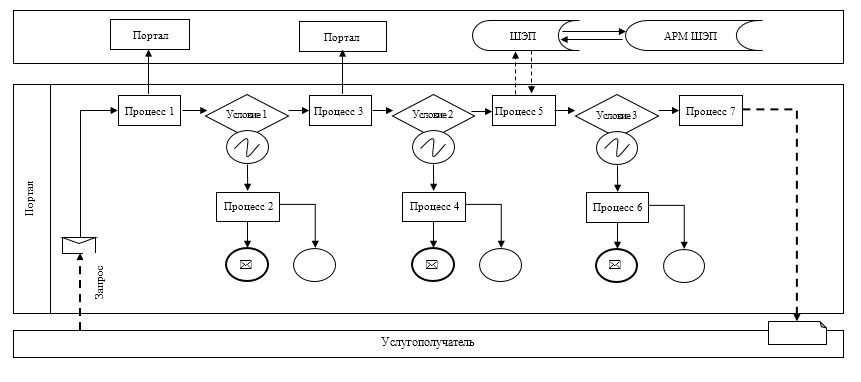 Портал
Портал
ШЭП
АРМ ШЭП
Процесс 1
Условие 1
Процесс 3
Условие 2
Процесс 5
Условие 3
Процесс 7
Портал
Процесс 2
Процесс 4
Процесс 6
Запрос
Услугополучатель